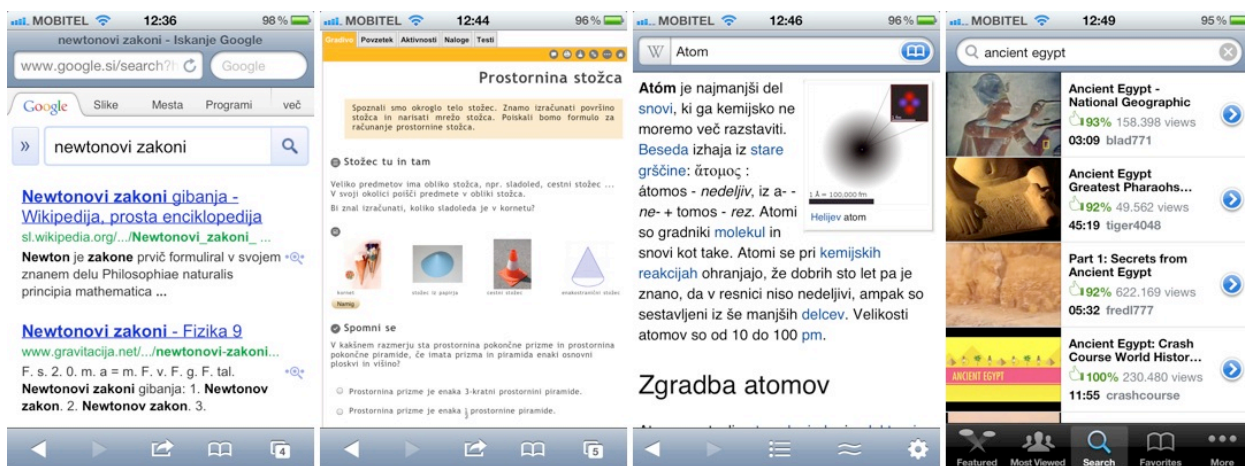 MOBITEL 12:36 98 %
newtonovi zakoni - Iskanje Google
www.google.si/search?h
Google
Google Slike Mesta Programi več
» newtonovi zakoni
Newtonovi zakoni gibanja -
Wikipedija, prosta enciklopedija
sl.wikipedia.org/.../Newtonovi_zakoni_ ...
Newton je zakone prvič formuliral v svojem
znanem delu Philosophiae naturalis
principia mathematica ...
Newtonovi zakoni - Fizika 9
www.gravitacija.net/.../newtonovi-zakoni...
F. s. 2. 0. m. a = m. F. v. F. g. F. tal.
Newtonovi zakoni gibanja: 1. Newtonov
zakon. 2. Newtonov zakon. 3.
4
MOBITEL 12:44 96 %
Gradivo Povzetek Aktivnosti Naloge Testi
Prostornina stožca
Spoznali smo okroglo telo stožec. Znamo izračunati površino
stožca in narisati mrežo stožca. Poiskali bomo formulo za
računanje prostornine stožca.
Stožec tu in tam
Veliko predmetov ima obliko stožca, npr. sladoled, cestni stožec ...
V svoji okolici poišči predmete v obliki stožca.
Bi znal izračunati, koliko sladoleda je v kornetu?
kornet stožec iz papirja cestni stožec enakostranični stožec
Namig
Spomni se
V kakšnem razmerju sta prostornina pokončne prizme in prostornina
pokončne piramide, če imata prizma in piramida enaki osnovni
ploskvi in višino?
Prostornina prizme je enaka 3-kratni prostornini piramide.
Prostornina prizme je enaka 1/3 prostornine piramide.
5
MOBITEL 12:46 96 %
W Atom
Atóm je najmanjši del
snovi, ki ga kemijsko ne
moremo več razstaviti.
Beseda izhaja iz stare
grščine: ἄτομος :
átomos - nedeljiv, iz a- -
ne- + tomos - rez. Atomi
so gradniki molekul in
snovi kot take. Atomi se pri kemijskih
reakcijah ohranjajo, že dobrih sto let pa je
znano, da v resnici niso nedeljivi, ampak so
sestavljeni iz še manjših delcev. Velikosti
atomov so od 10 do 100 pm.
1 Å = 100,000 fm
Helijev atom
Zgradba atomov
MOBITEL 12:49 95 %
ancient egypt
Ancient Egypt -
National Geographic
93% 158.398 views
03:09 blad771
Ancient Egypt
Greatest Pharaohs...
92% 49.562 views
45:19 tiger4048
Part 1: Secrets from
Ancient Egypt
92% 622.169 views
05:32 fredl777
Ancient Egypt: Crash
Course World Histor...
100% 230.480 views
11:55 crashcourse
ANCIENT EGYPT
Featured Most Viewed Search Favorites More